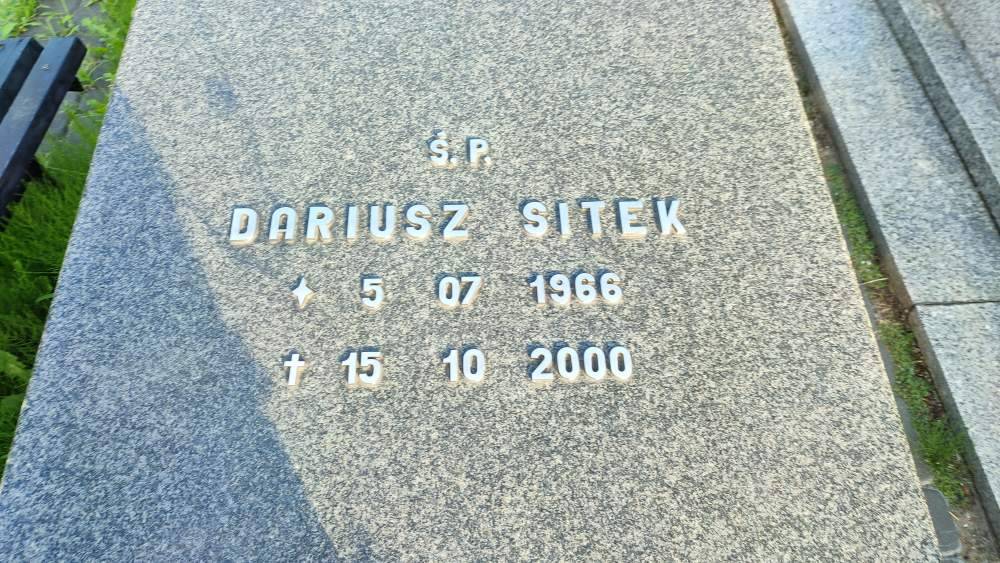 Ś. P.
DARIUSZ SITEK
✦ 5 07 1966
✝ 15 10 2000